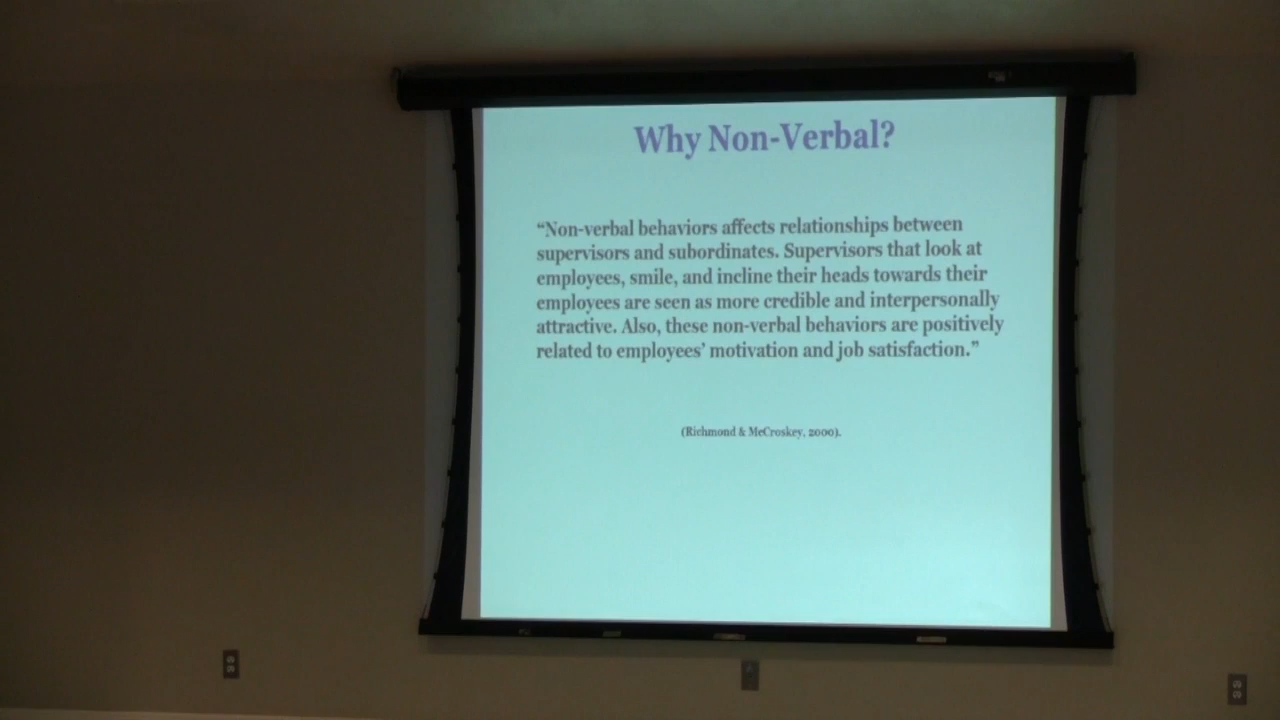 Why Non-Verbal?
“Non-verbal behaviors affects relationships between
supervisors and subordinates. Supervisors that look at
employees, smile, and incline their heads towards their
employees are seen as more credible and interpersonally
attractive. Also, these non-verbal behaviors are positively
related to employees’ motivation and job satisfaction.”
(Richmond & McCroskey, 2000).